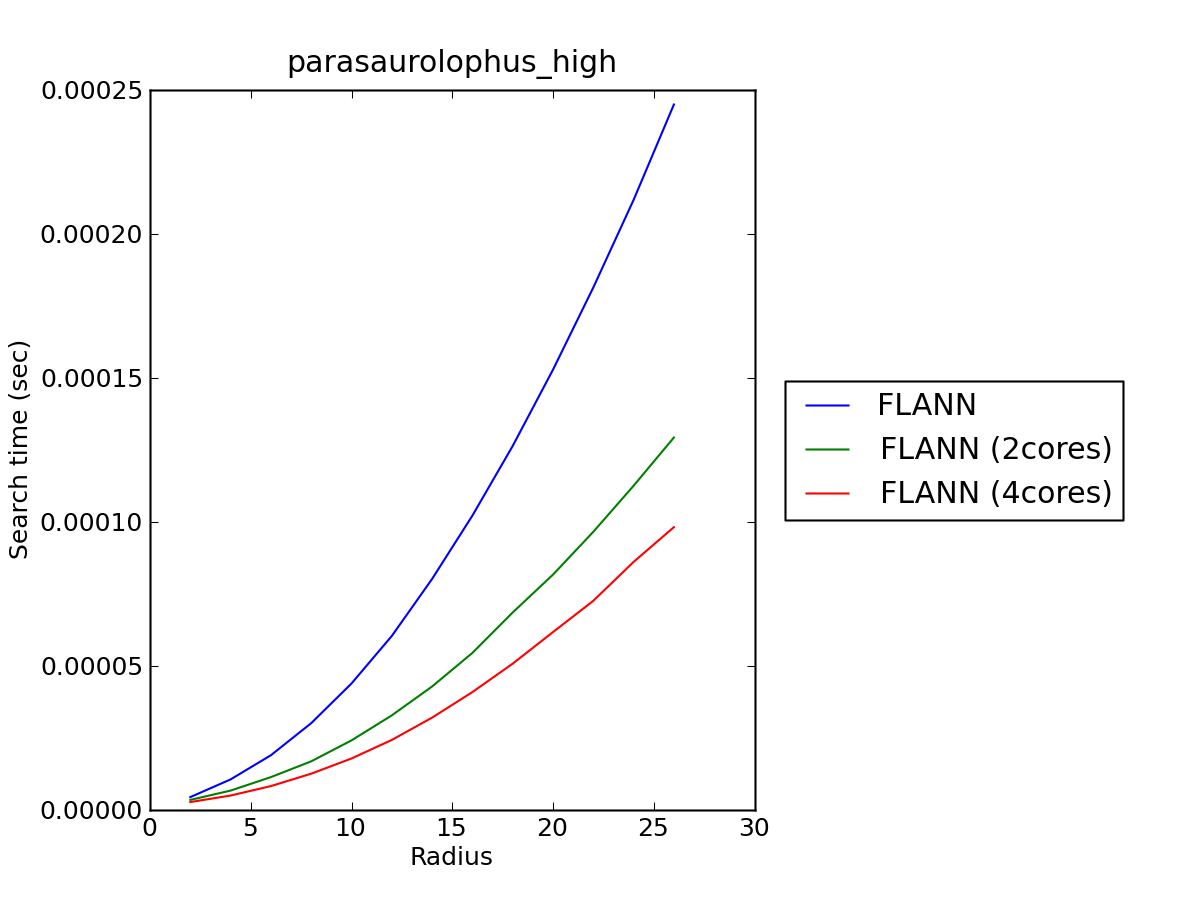 parasaurolophus_high
0.00025
0.00020
0.00015
0.00010
0.00005
0.00000
Search time (sec)
0 5 10 15 20 25 30
Radius
FLANN
FLANN (2cores)
FLANN (4cores)